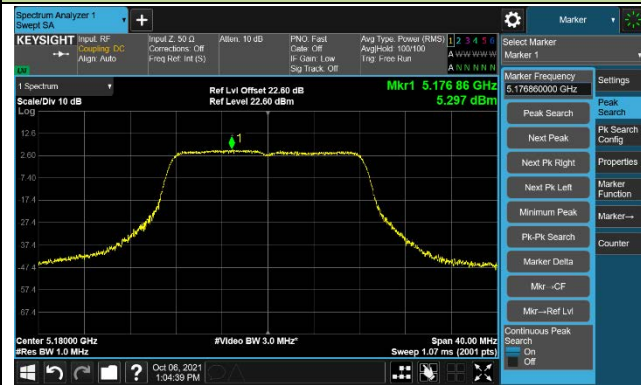 Spectrum Analyzer 1
Swept SA
+
Marker
KEYSIGHT
Input: RF
Coupling: DC
Align: Auto
Input Z: 50 Ω
Corrections: Off
Freq Ref: Int (S)
Atten: 10 dB
PNO: Fast
Gate: Off
IF Gain: Low
Sig Track: Off
Avg Type: Power (RMS)
Avg|Hold: 100/100
Trig: Free Run
1 2 3 4 5 6
A W W W W W
A N N N N N
Select Marker
Marker 1
1 Spectrum
Scale/Div 10 dB
Log
Ref Lvl Offset 22.60 dB
Ref Level 22.60 dBm
Mkr1 5.176 86 GHz
5.297 dBm
12.6
2.60
-7.40
-17.4
-27.4
-37.4
-47.4
-57.4
-67.4
1
Center 5.18000 GHz
#Res BW 1.0 MHz
#Video BW 3.0 MHz*
Span 40.00 MHz
Sweep 1.07 ms (2001 pts)
Marker Frequency
5.176860000 GHz
Peak Search
Next Peak
Next Pk Right
Next Pk Left
Minimum Peak
Pk-Pk Search
Marker Delta
Mkr→CF
Mkr→Ref Lvl
Continuous Peak
Search
On
Off
Settings
Peak
Search
Pk Search
Config
Properties
Marker
Function
Marker→
Counter
?
Oct 06, 2021
1:04:39 PM